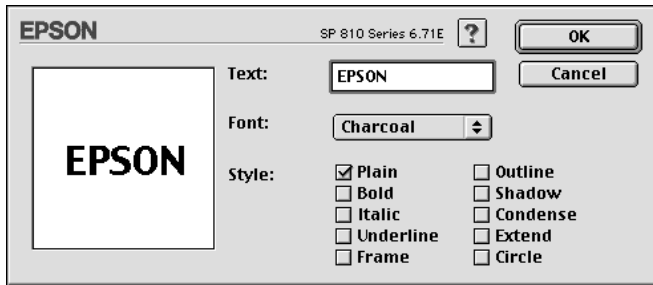 EPSON
SP 810 Series 6.71E
?
OK
Text:
EPSON
Cancel
Font:
Charcoal
EPSON
Style:
Plain
Outline
Bold
Shadow
Italic
Condense
Underline
Extend
Frame
Circle